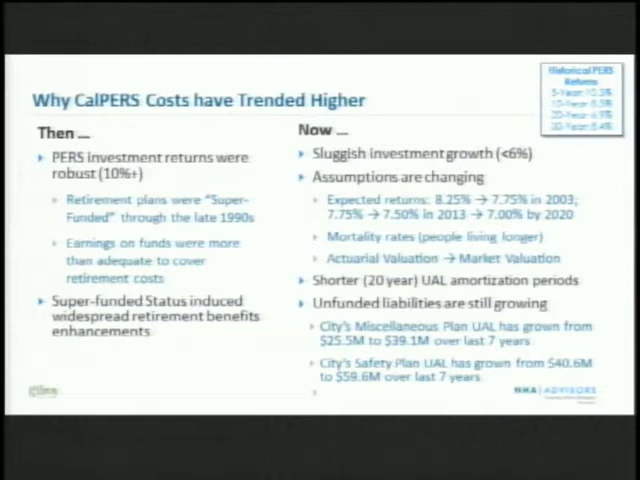 Why CalPERS Costs have Trended Higher
Historical PERS
Returns
Then ...
PERS investment returns were
robust (10%+)
Retirement plans were "Super-
Funded" through the late 1990s
Earnings on funds were more
than adequate to cover
retirement costs
Super-funded Status induced
widespread retirement benefits
enhancements
Now ...
Sluggish investment growth (<6%)
Assumptions are changing
Expected returns: 8.25% → 7.75% in 2003;
7.75% → 7.50% in 2013 → 7.00% by 2020
Mortality rates (people living longer)
Actuarial Valuation → Market Valuation
Shorter (20 year) UAL amortization periods
Unfunded liabilities are still growing
City's Miscellaneous Plan UAL has grown from
$25.5M to $39.1M over last 7 years
City's Safety Plan UAL has grown from $40.6M
to $59.6M over last 7 years
ADVISORS